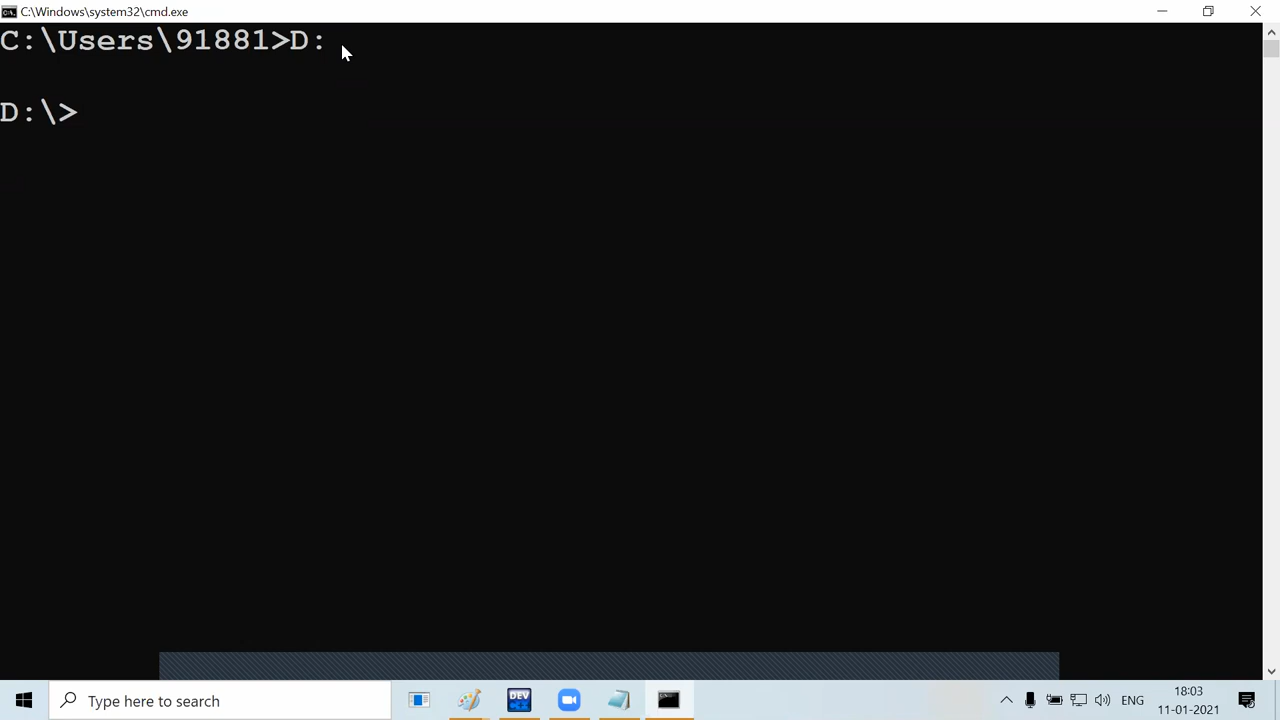 C:\Windows\system32\cmd.exe
C:\Users\91881>D:
D:\>
Type here to search
DEV
C++
ENG
18:03
11-01-2021